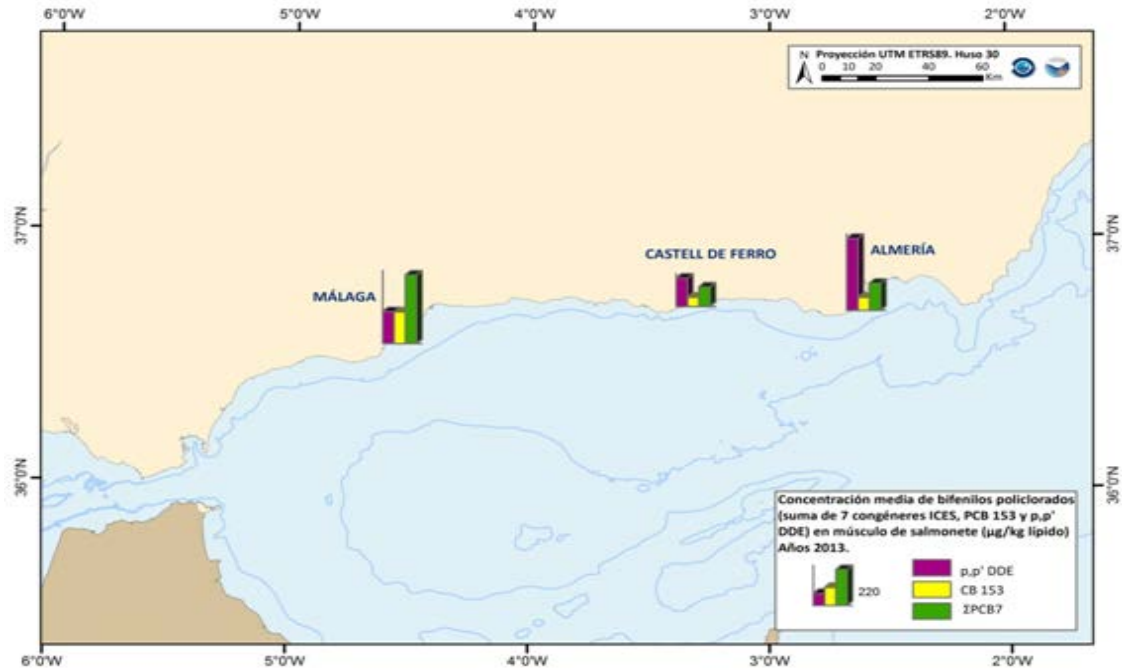 6°0'0"W 5°0'W 4°0'W 3°0'W 2°0'W
N Proyección UTM ETRS89. Huso 30
0 10 20 40 60
Km
37°0'N 37°0'N
CASTELL DE FERRO
ALMERÍA
MÁLAGA
36°0'N 36°0'N
Concentración media de bifenilos policlorados
(suma de 7 congéneres ICES, PCB 153 y p,p'
DDE) en músculo de salmonete (µg/kg lípido)
Años 2013.
220
p,p' DDE
CB 153
ΣPCB7
6°0'W 5°0'W 4°0'W 3°0'W 2°0'W